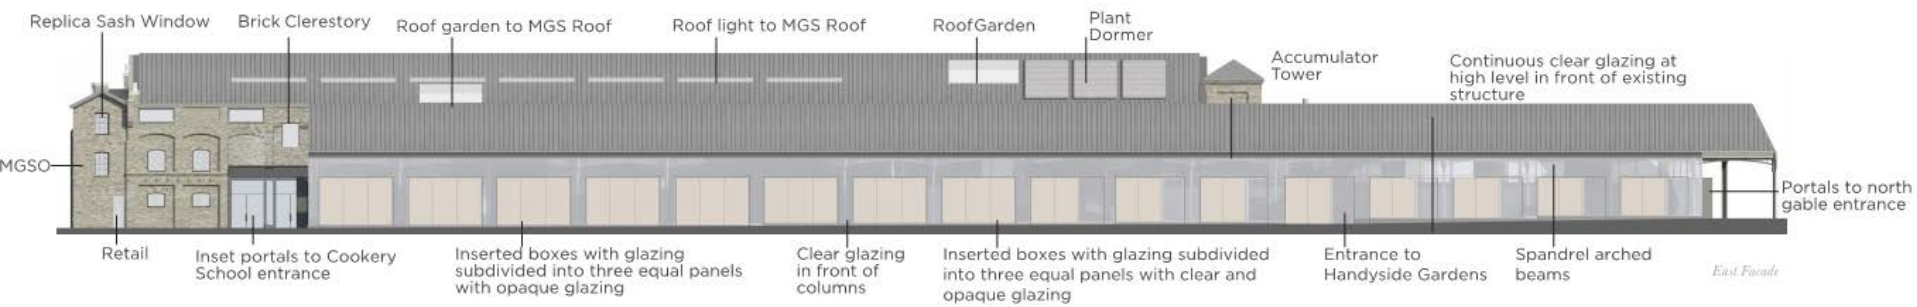 Replica Sash Window
Brick Clerestory
Roof garden to MGS Roof
Roof light to MGS Roof
RoofGarden
Plant
Dormer
Accumulator
Tower
Continuous clear glazing at
high level in front of existing
structure
MGSO
Portals to north
gable entrance
Retail
Inset portals to Cookery
School entrance
Inserted boxes with glazing
subdivided into three equal panels
with opaque glazing
Clear glazing
in front of
columns
Inserted boxes with glazing subdivided
into three equal panels with clear and
opaque glazing
Entrance to
Handyside Gardens
Spandrel arched
beams
East Facade